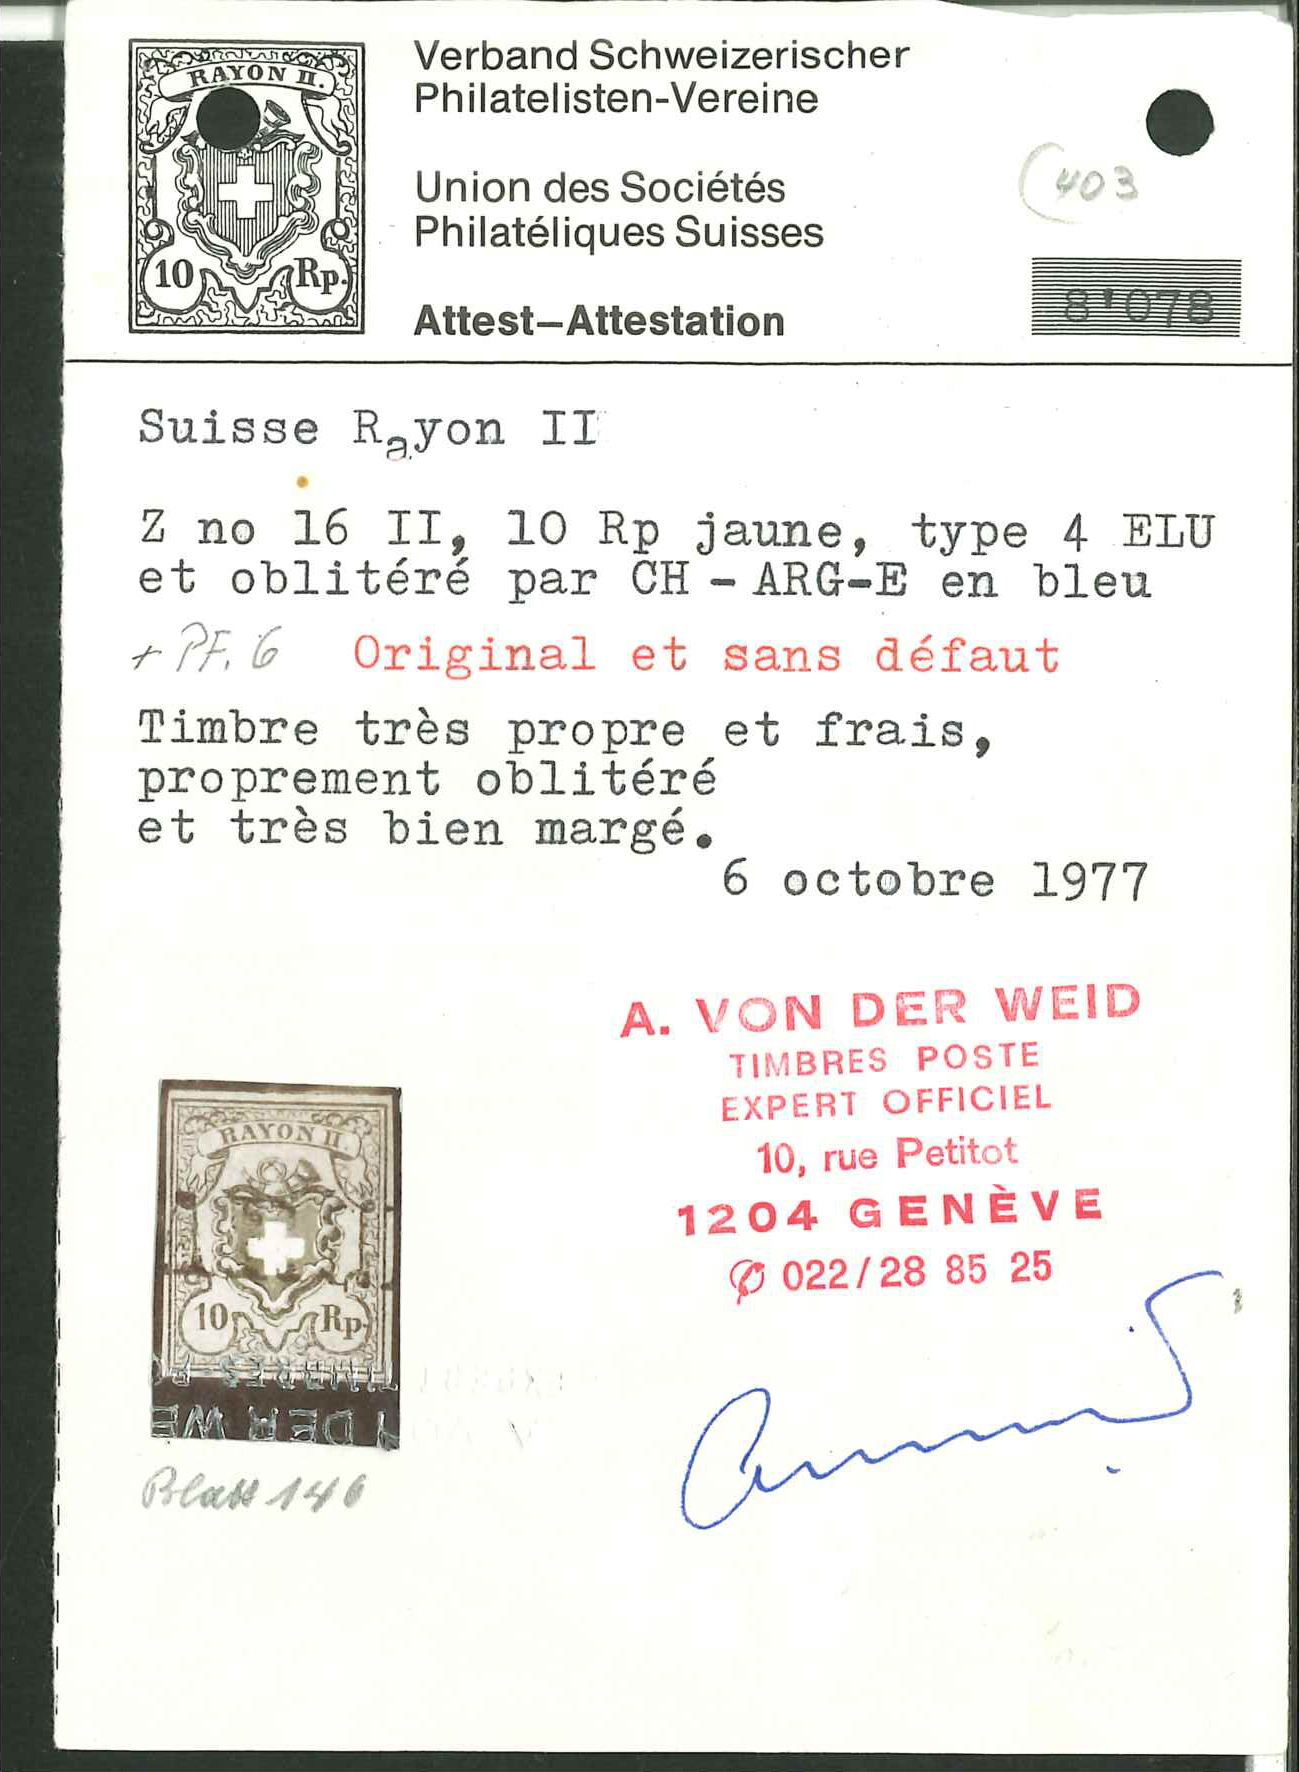 RAYON II.
10 Rp.
Verband Schweizerischer
Philatelisten-Vereine
Union des Sociétés
Philatéliques Suisses
Attest–Attestation
403
8'078
Suisse Rayon II
Z no 16 II, 10 Rp jaune, type 4 ELU
et oblitéré par CH - ARG-E en bleu
+ PF. 6 Original et sans défaut
Timbre très propre et frais,
proprement oblitéré
et très bien margé.
6 octobre 1977
A. VON DER WEID
TIMBRES POSTE
EXPERT OFFICIEL
10, rue Petitot
1204 GENÈVE
022/28 85 25
RAYON II.
10 Rp.
TIMBRES-PO
N DER WE
Blatt 146